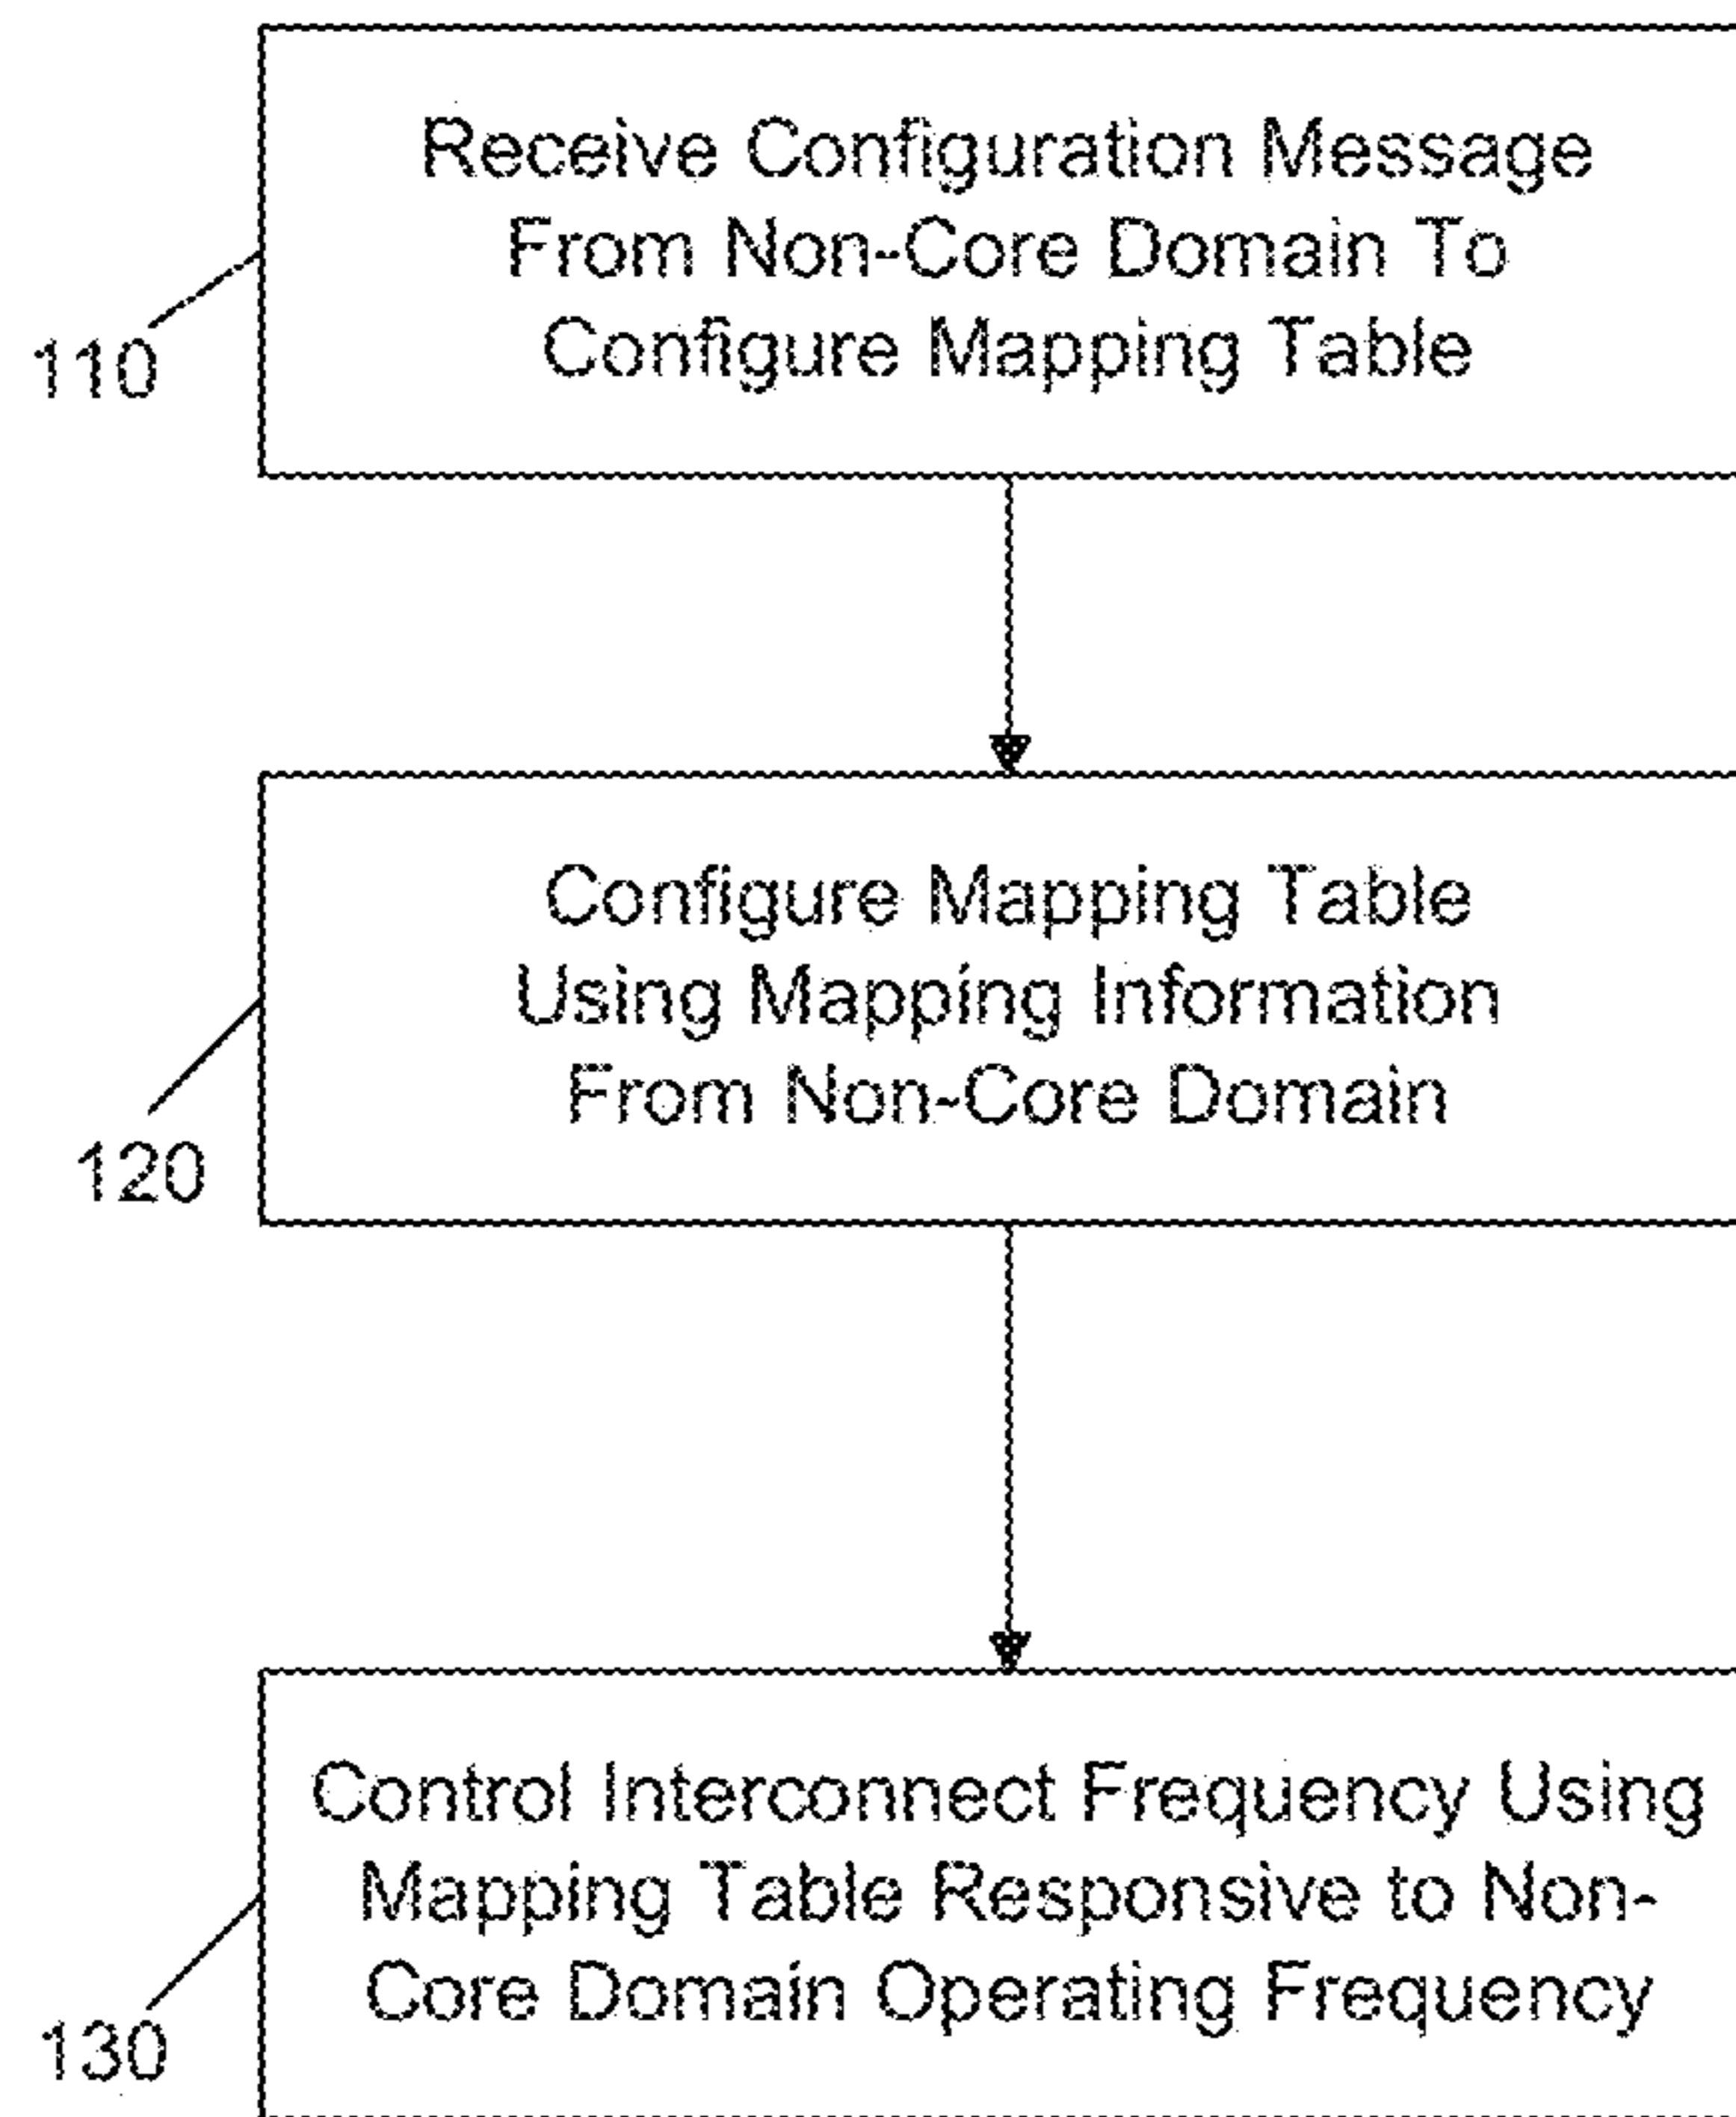 Receive Configuration Message
From Non-Core Domain To
Configure Mapping Table
110
Configure Mapping Table
Using Mapping Information
From Non-Core Domain
120
Control Interconnect Frequency Using
Mapping Table Responsive to Non-
Core Domain Operating Frequency
130